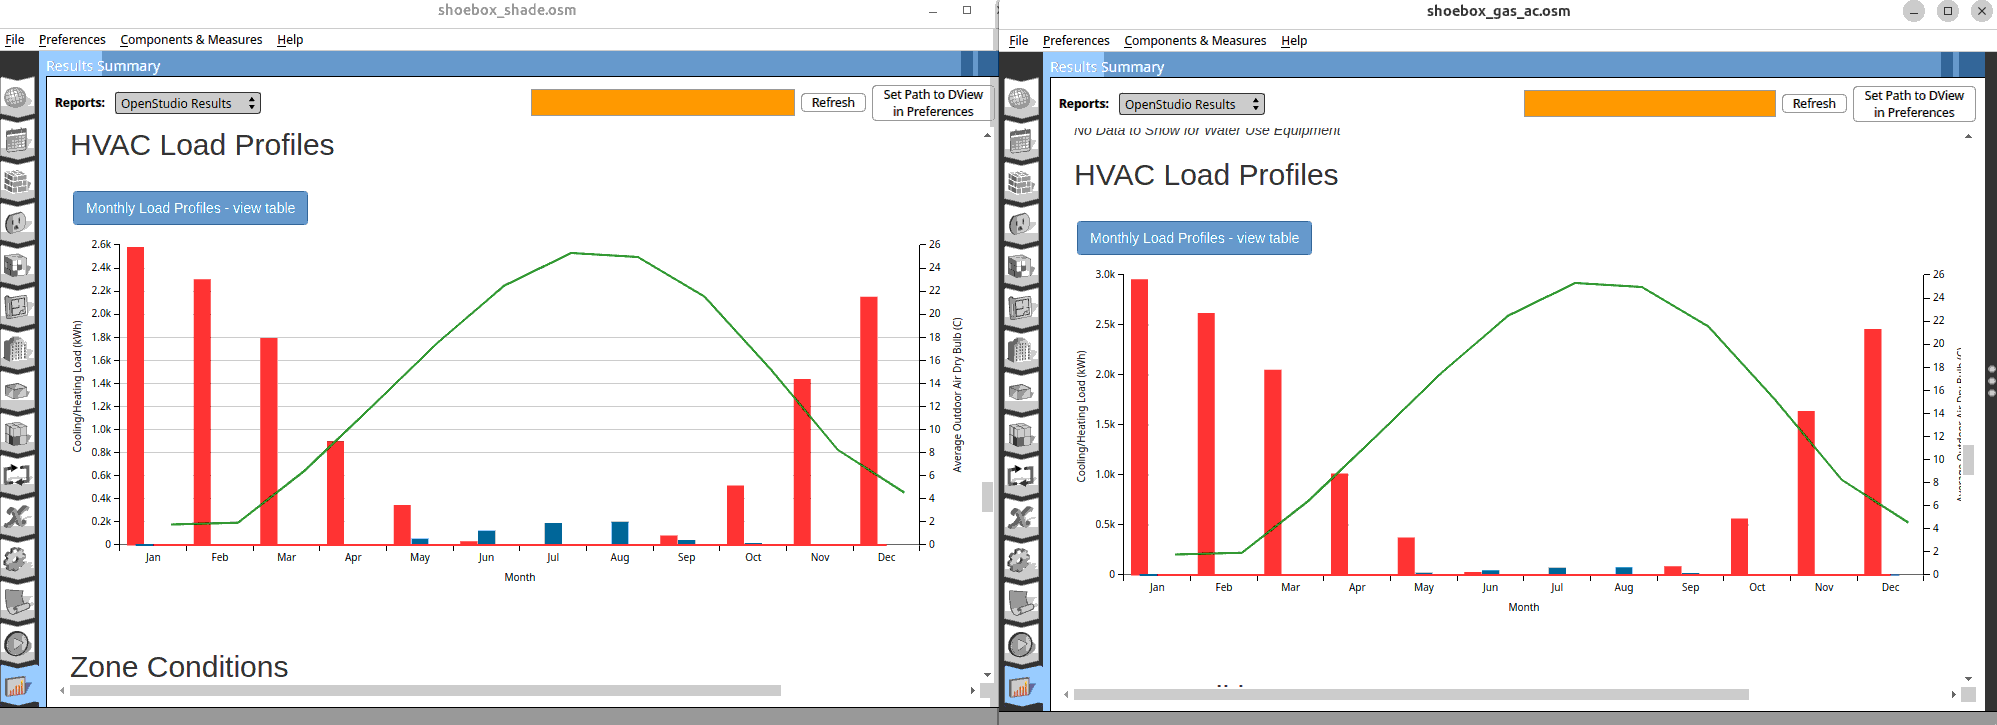 shoebox_shade.osm
File Preferences Components & Measures Help
Results Summary
Reports: OpenStudio Results Refresh Set Path to DView
in Preferences
HVAC Load Profiles
Monthly Load Profiles - view table
2.6k
2.4k
2.2k
2.0k
1.8k
1.6k
1.4k
1.2k
1.0k
0.8k
0.6k
0.4k
0.2k
0
Cooling/Heating Load (kWh)
26
24
22
20
18
16
14
12
10
8
6
4
2
0
Average Outdoor Air Dry Bulb (C)
Jan Feb Mar Apr May Jun Jul Aug Sep Oct Nov Dec
Month
Zone Conditions
shoebox_gas_ac.osm
File Preferences Components & Measures Help
Results Summary
Reports: OpenStudio Results Refresh Set Path to DView
in Preferences
No Data to Show for Water Use Equipment
HVAC Load Profiles
Monthly Load Profiles - view table
3.0k
2.5k
2.0k
1.5k
1.0k
0.5k
0
Cooling/Heating Load (kWh)
26
24
22
20
18
16
14
12
10
8
6
4
2
0
Average Outdoor Air Dry Bulb (C)
Jan Feb Mar Apr May Jun Jul Aug Sep Oct Nov Dec
Month